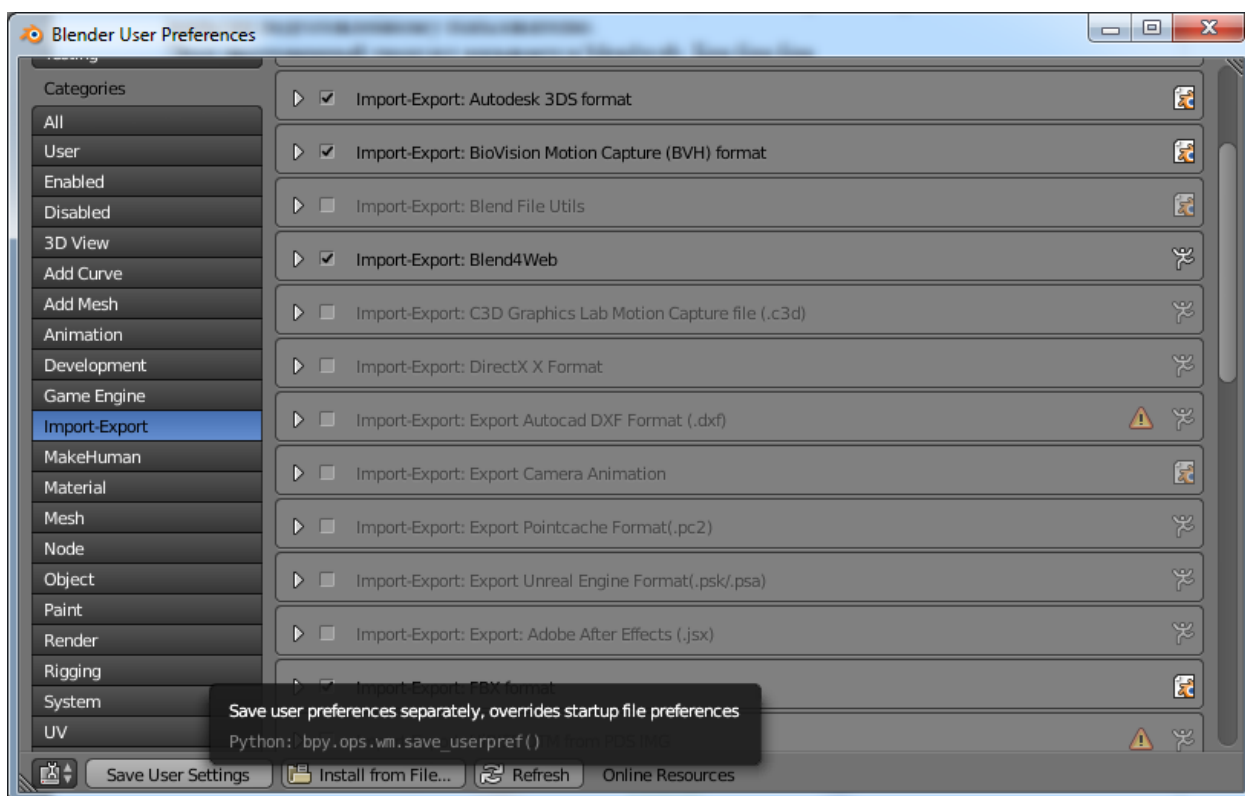 Blender User Preferences
Categories
All
User
Enabled
Disabled
3D View
Add Curve
Add Mesh
Animation
Development
Game Engine
Import-Export
MakeHuman
Material
Mesh
Node
Object
Paint
Render
Rigging
System
UV
Import-Export: Autodesk 3DS format
Import-Export: BioVision Motion Capture (BVH) format
Import-Export: Blend File Utils
Import-Export: Blend4Web
Import-Export: C3D Graphics Lab Motion Capture file (.c3d)
Import-Export: DirectX X Format
Import-Export: Export Autocad DXF Format (.dxf)
Import-Export: Export Camera Animation
Import-Export: Export Pointcache Format(.pc2)
Import-Export: Export Unreal Engine Format(.psk/.psa)
Import-Export: Export: Adobe After Effects (.jsx)
Import-Export: FBX format
Save user preferences separately, overrides startup file preferences
Python: bpy.ops.wm.save_userpref()
Save User Settings
Install from File...
Refresh
Online Resources